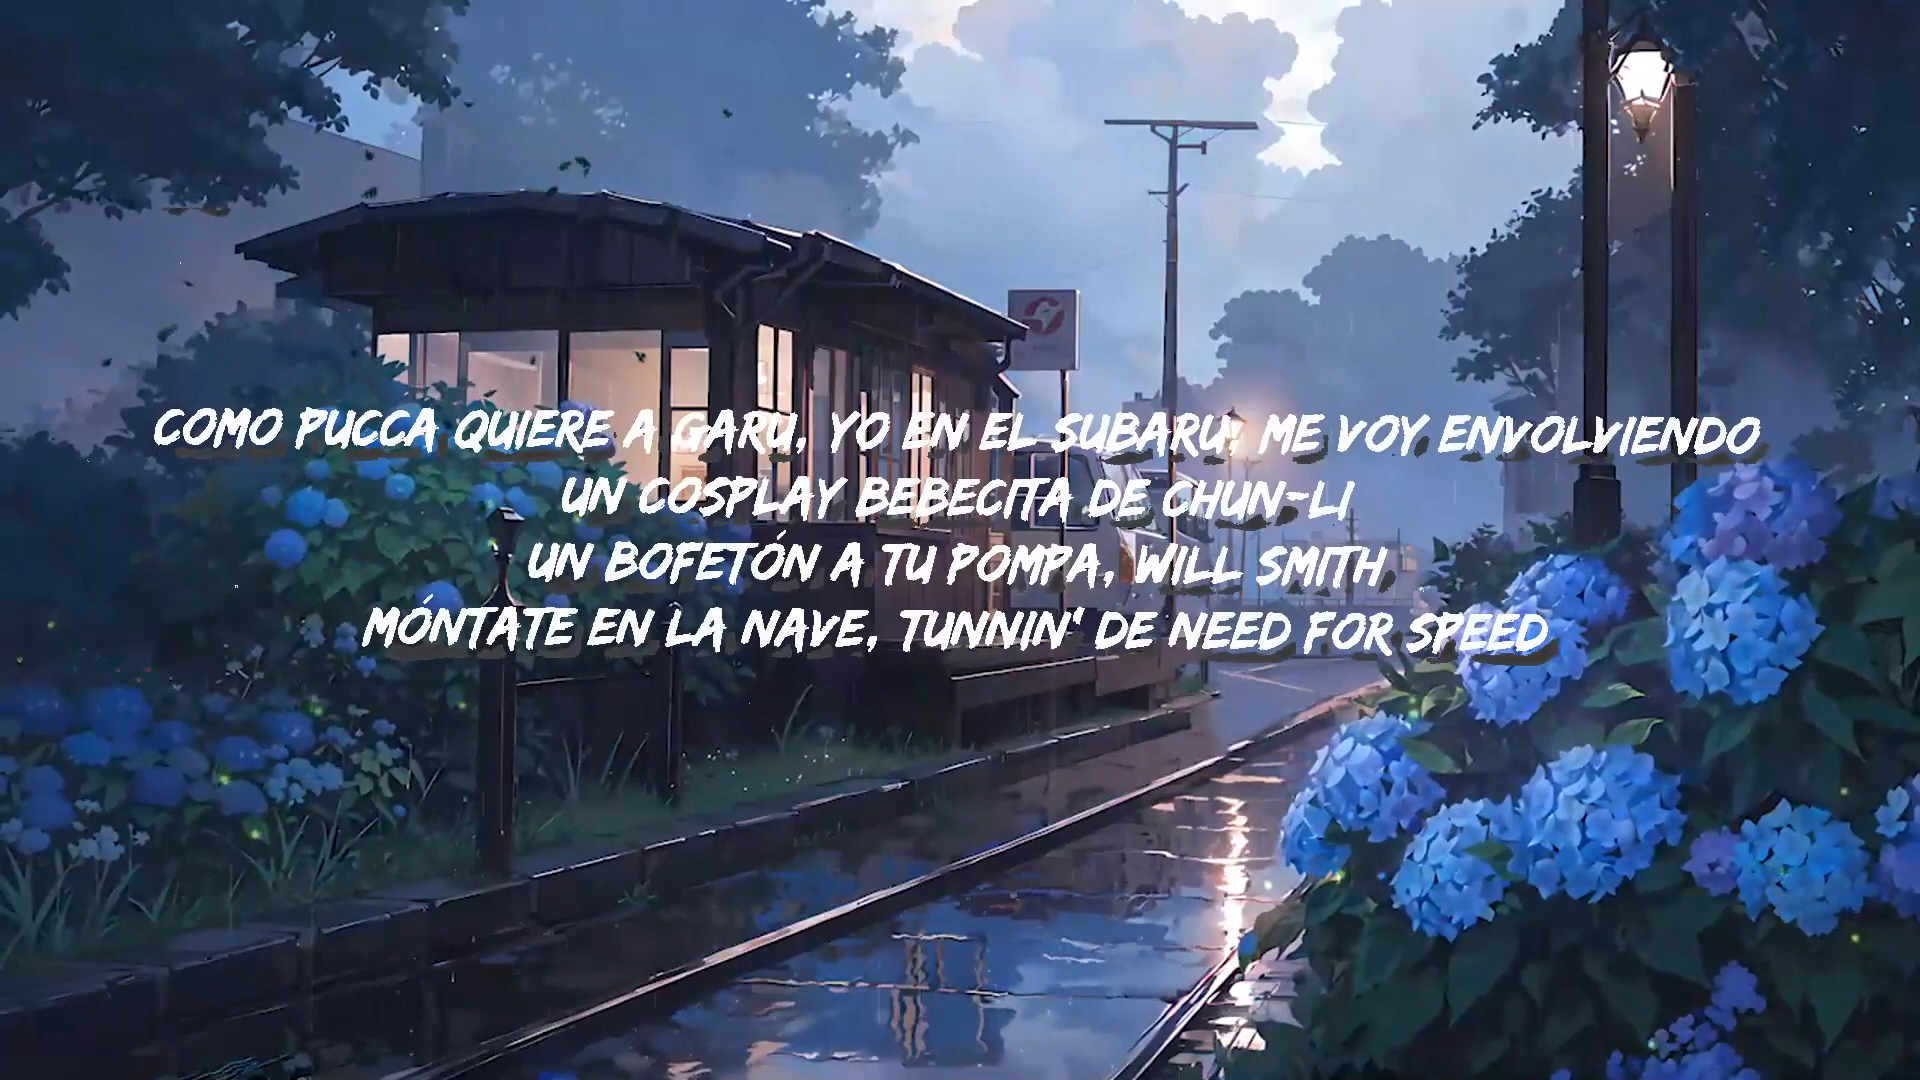 COMO PUCCA QUIERE A GARU, YO EN EL SUBARU, ME VOY ENVOLVIENDO
UN COSPLAY BEBECITA DE CHUN-LI
UN BOFETÓN A TU POMPA, WILL SMITH
MÓNTATE EN LA NAVE, TUNNIN' DE NEED FOR SPEED